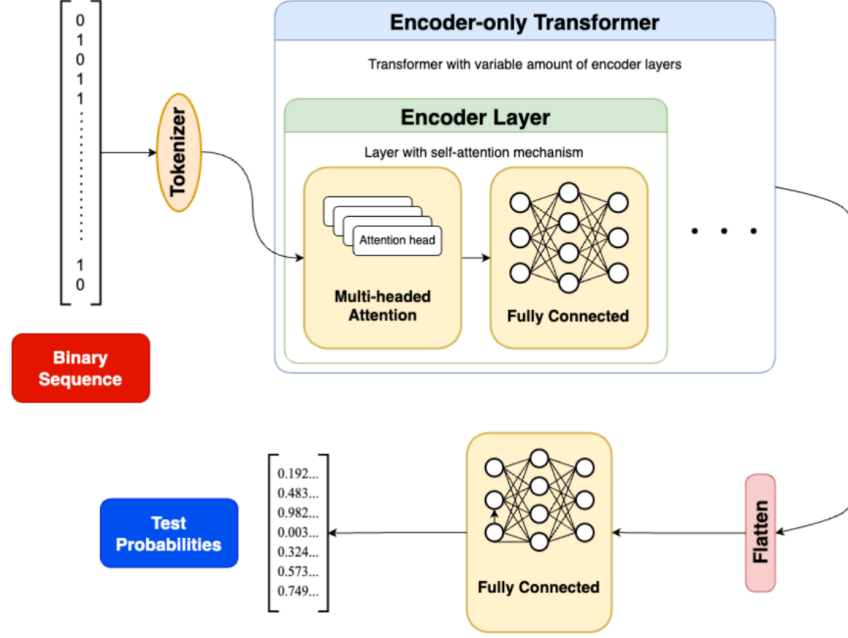 0
1
0
1
1
1
0
Binary
Sequence
Tokenizer
Encoder-only Transformer
Transformer with variable amount of encoder layers
Encoder Layer
Layer with self-attention mechanism
Attention head
Multi-headed
Attention
Fully Connected
Flatten
Fully Connected
0.192...
0.483...
0.982...
0.003...
0.324...
0.573...
0.749...
Test
Probabilities